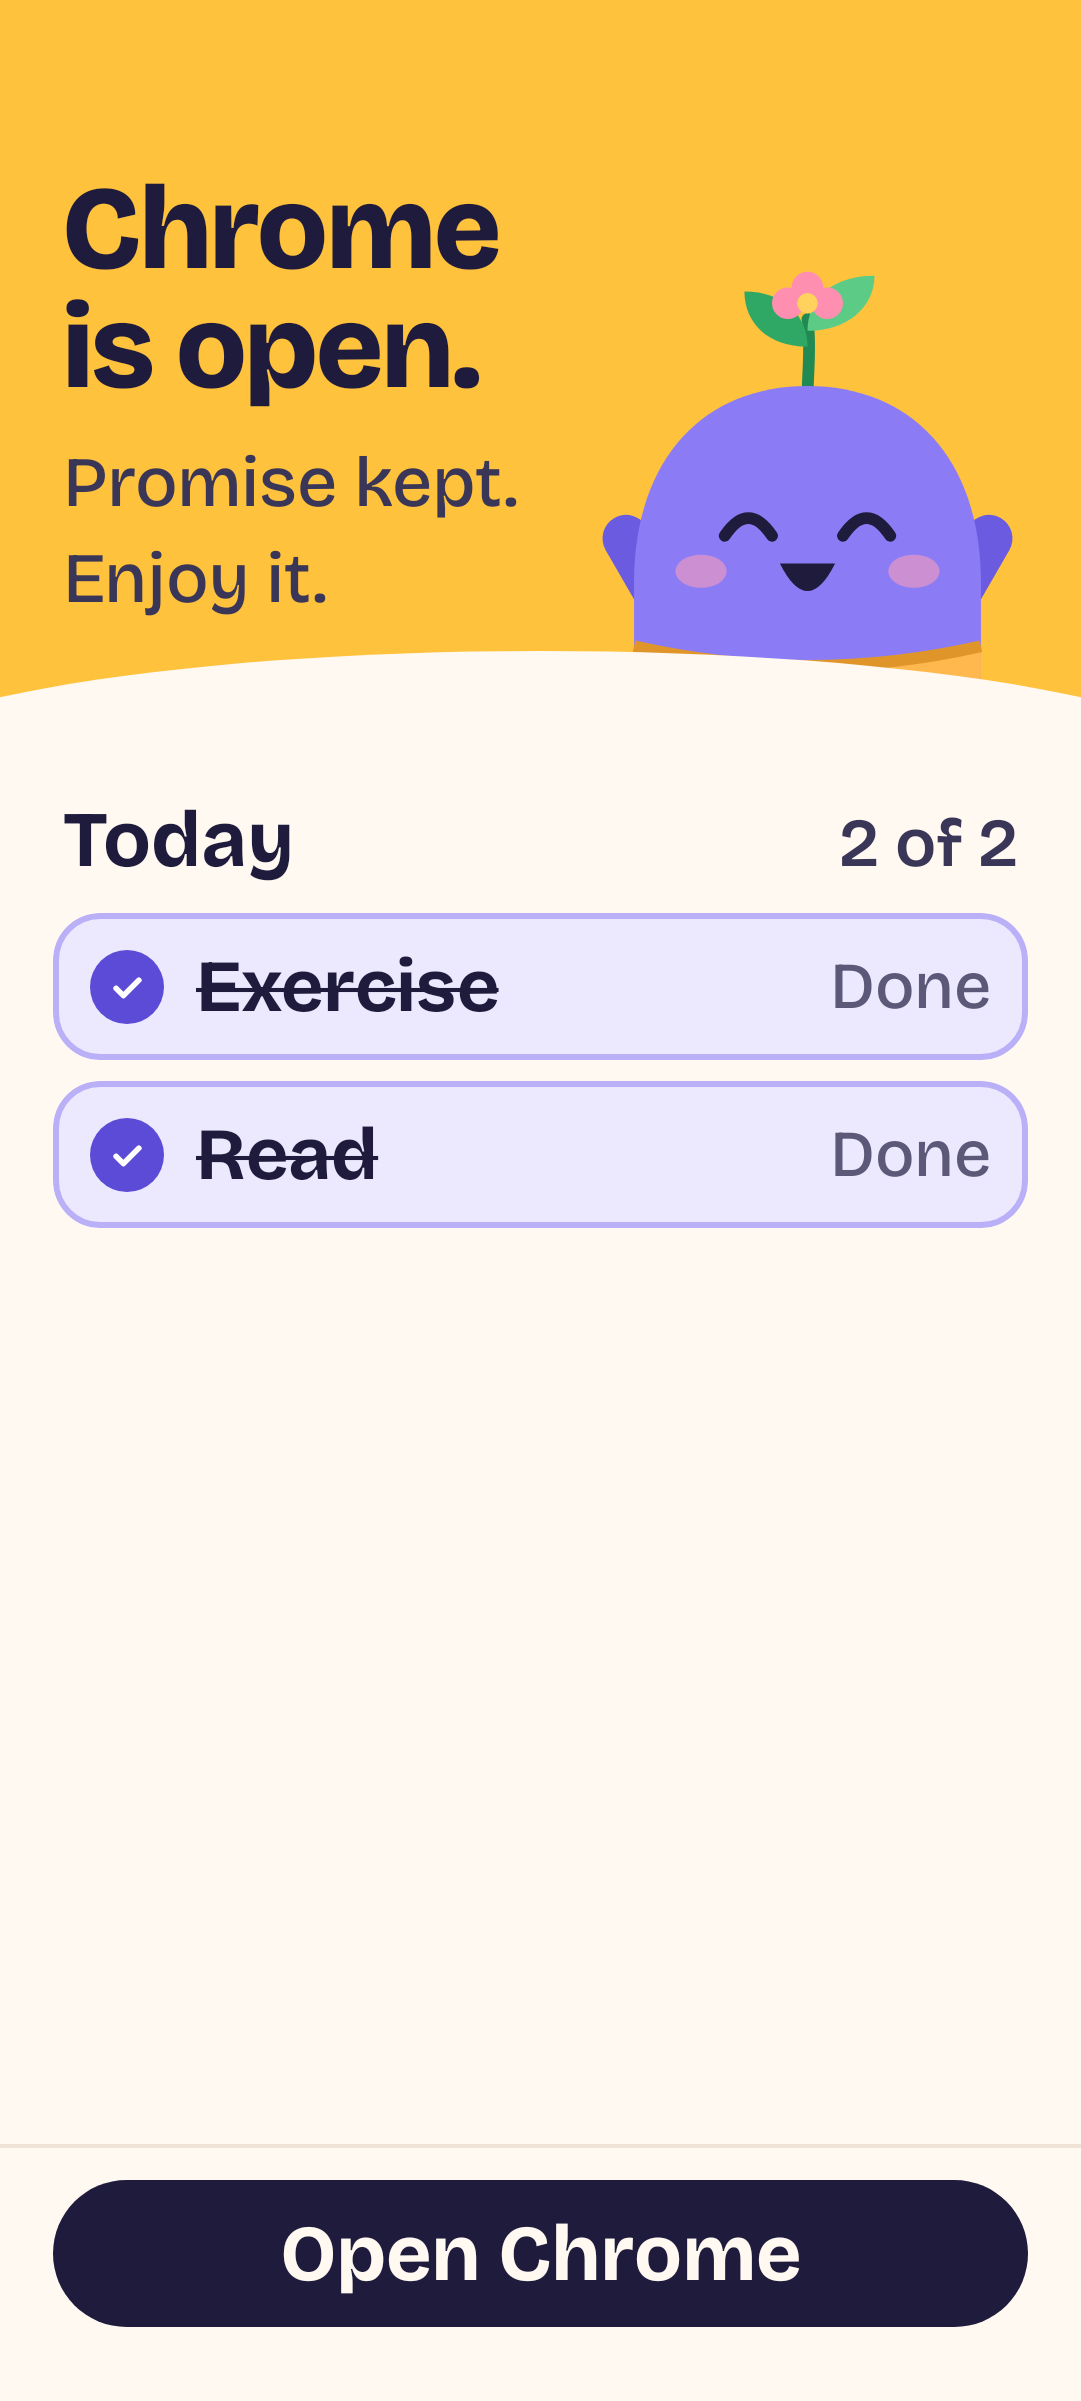 Chrome
is open.
Promise kept.
Enjoy it.
Today 2 of 2
Exercise Done
Read Done
Open Chrome